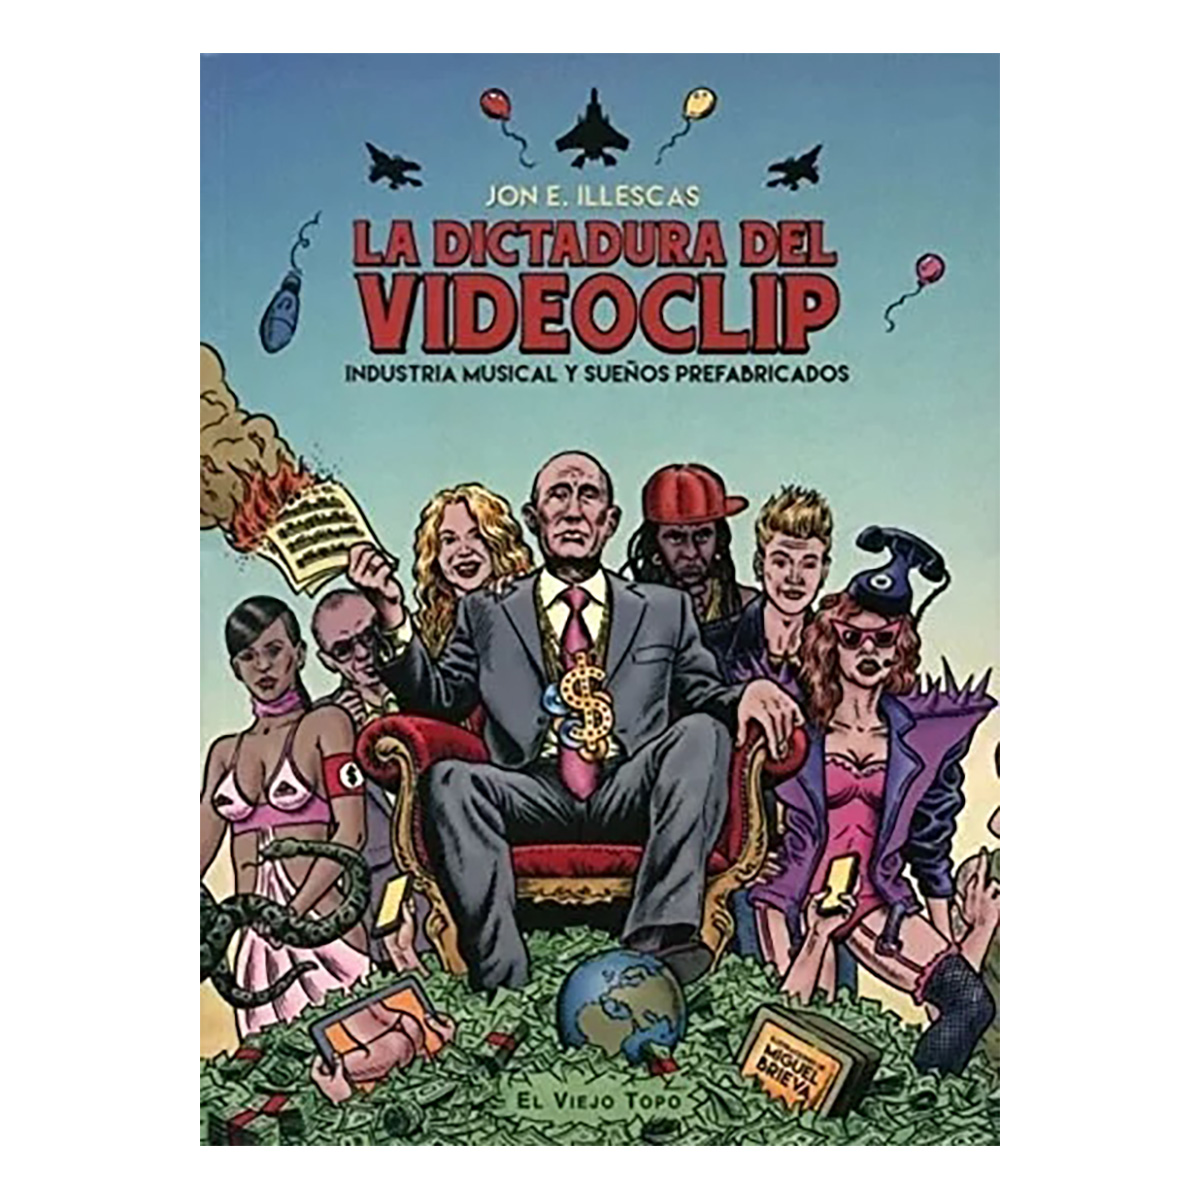 JON E. ILLESCAS
LA DICTADURA DEL
VIDEOCLIP
INDUSTRIA MUSICAL Y SUEÑOS PREFABRICADOS
$
MIGUEL
BRIEVA
EL VIEJO TOPO